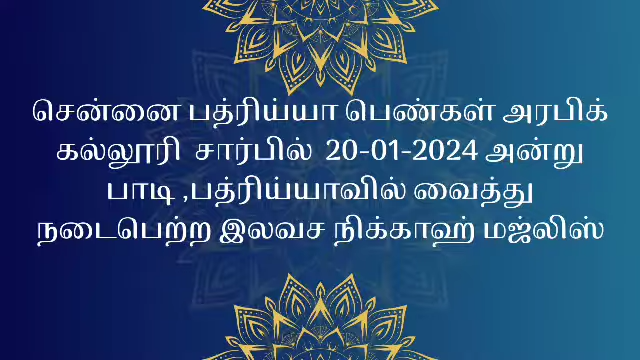 சென்னை பத்ரிய்யா பெண்கள் அரபிக்
கல்லூரி சார்பில் 20-01-2024 அன்று
பாடி ,பத்ரிய்யாவில் வைத்து
நடைபெற்ற இலவச நிக்காஹ் மஜ்லிஸ்